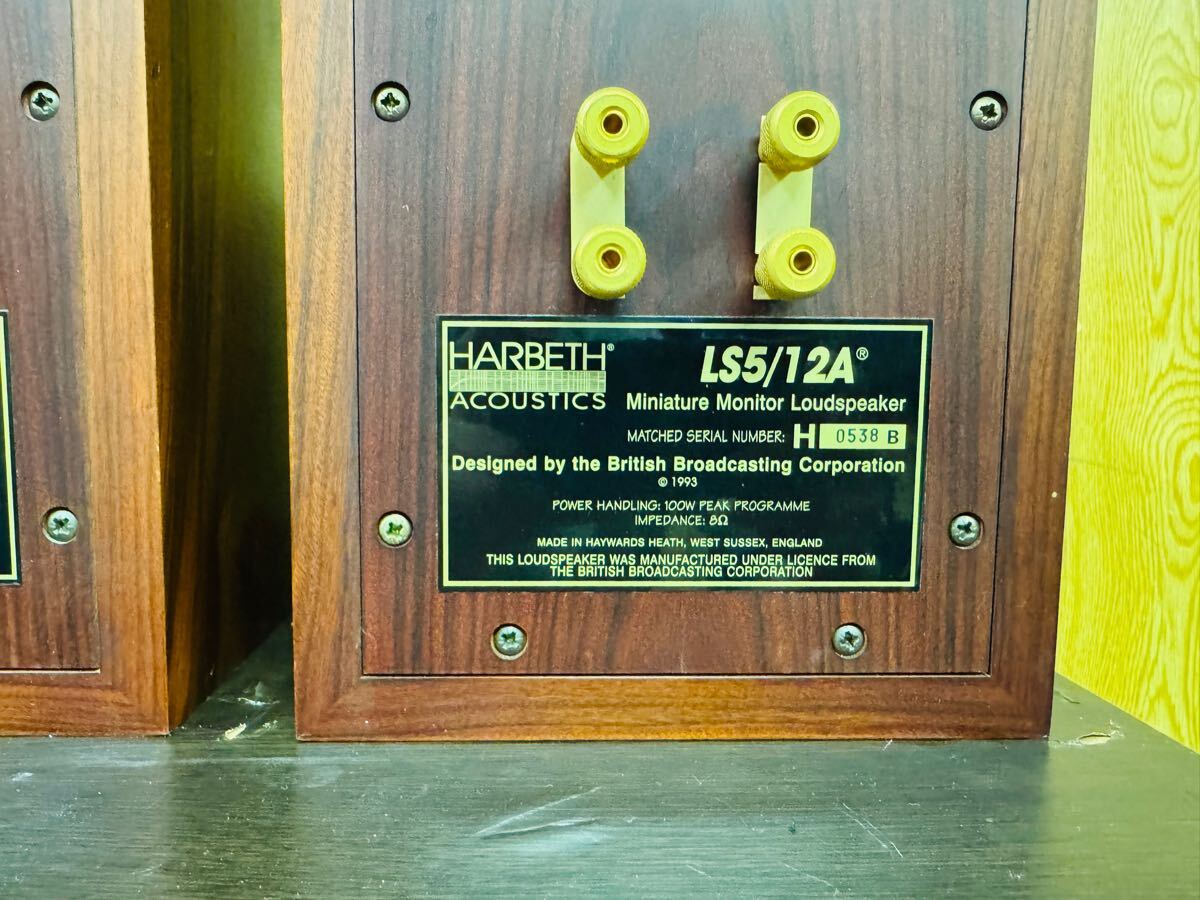 HARBETH®
ACOUSTICS
LS5/12A®
Miniature Monitor Loudspeaker
MATCHED SERIAL NUMBER: H 0538 B
Designed by the British Broadcasting Corporation
© 1993
POWER HANDLING: 100W PEAK PROGRAMME
IMPEDANCE: 8Ω
MADE IN HAYWARDS HEATH, WEST SUSSEX, ENGLAND
THIS LOUDSPEAKER WAS MANUFACTURED UNDER LICENCE FROM
THE BRITISH BROADCASTING CORPORATION